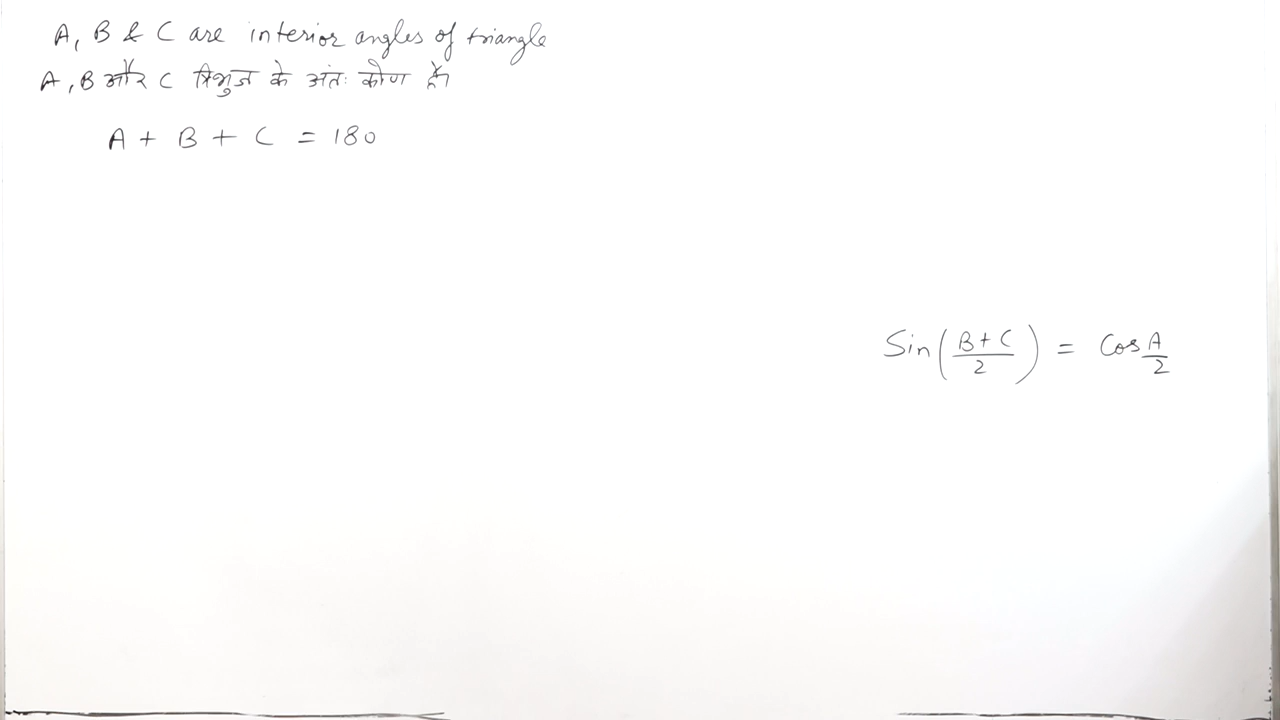 A, B & C are interior angles of triangle
A, B और C त्रिभुज के अंतः कोण हैं।
A + B + C = 180
Sin(B+C/2) = Cos A/2